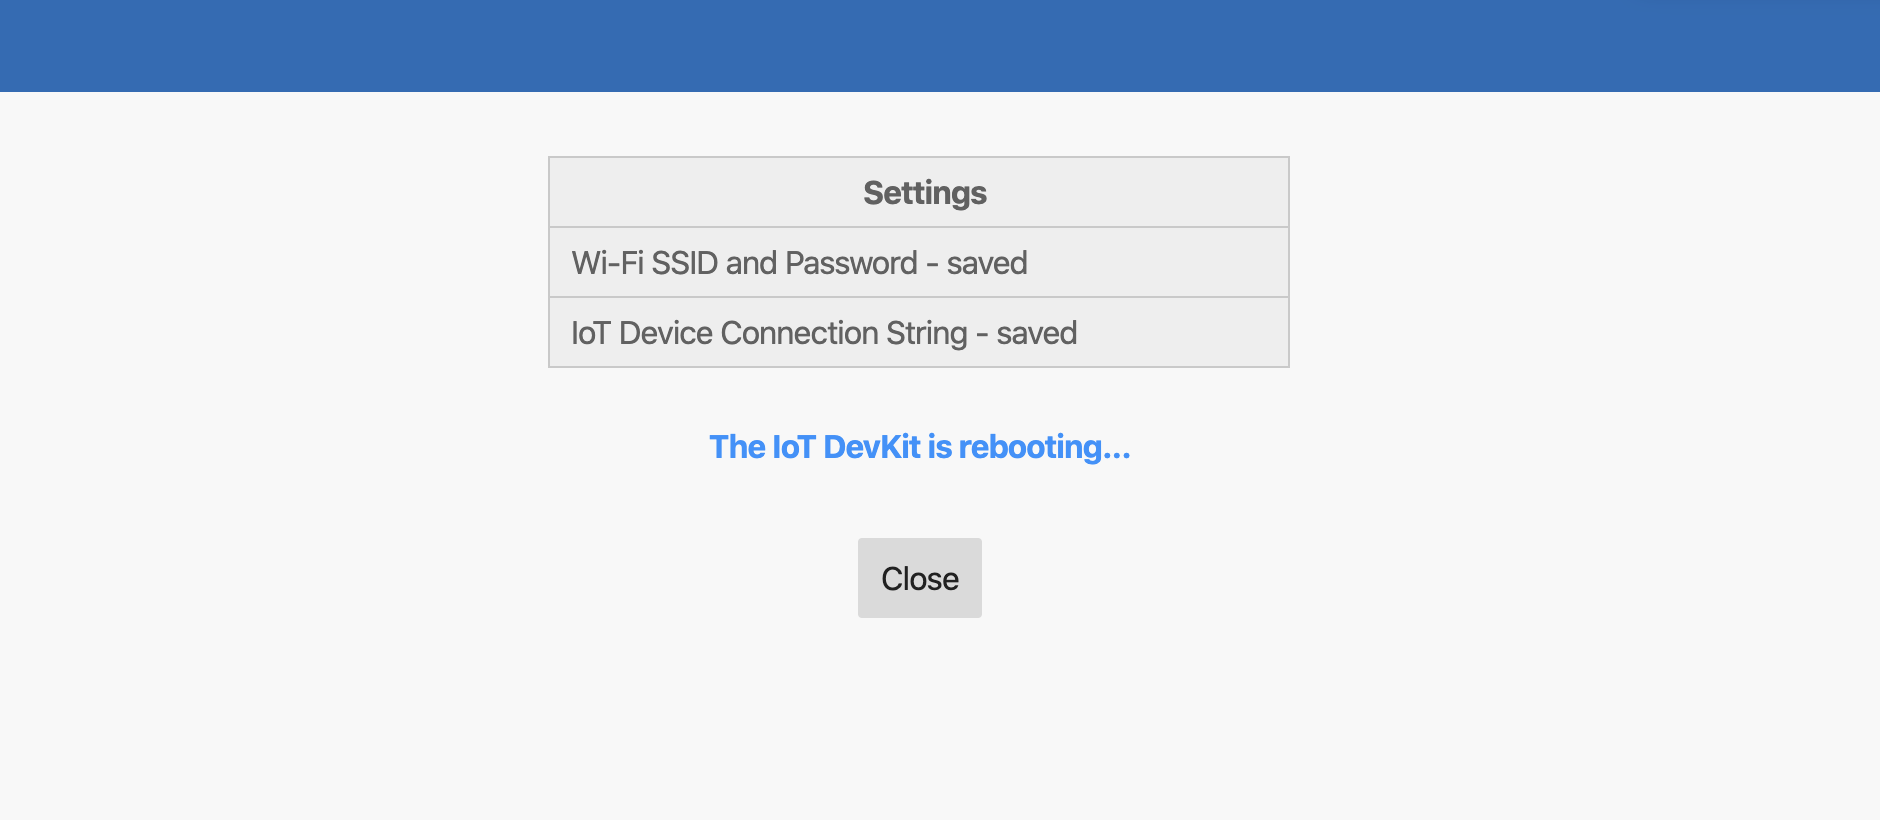 Settings
Wi-Fi SSID and Password - saved
IoT Device Connection String - saved
The IoT DevKit is rebooting...
Close